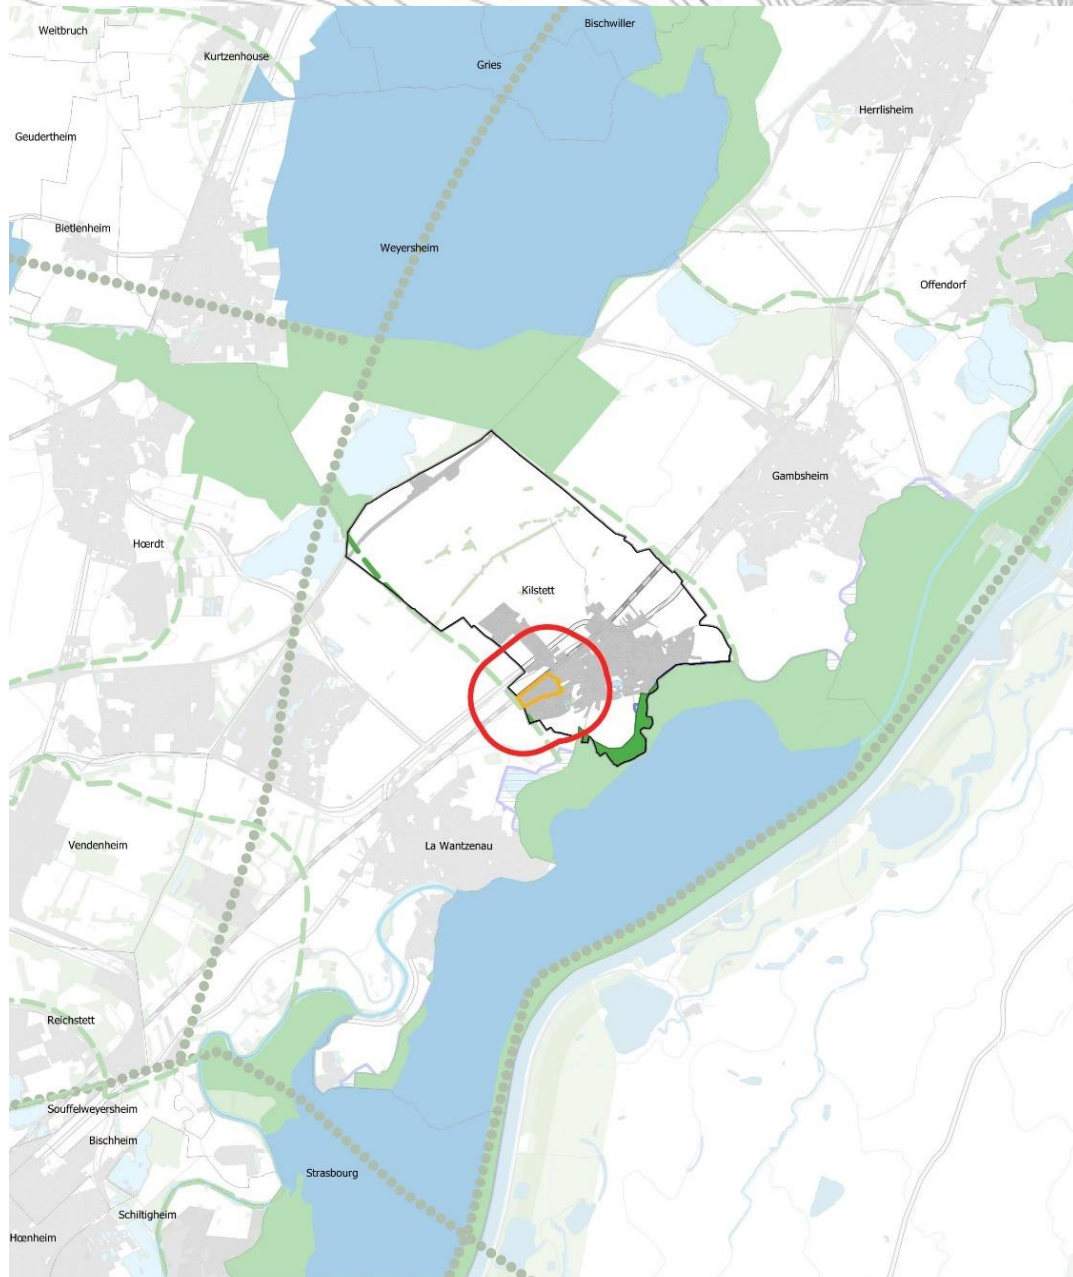 Bischwiller
Weitbruch
Kurtzenhouse
Gries
Herrlisheim
Geudertheim
Bietlenheim
Weyersheim
Offendorf
Gambsheim
Hœrdt
Kilstett
Vendenheim
La Wantzenau
Reichstett
Souffelweyersheim
Bischheim
Strasbourg
Schiltigheim
Hœnheim